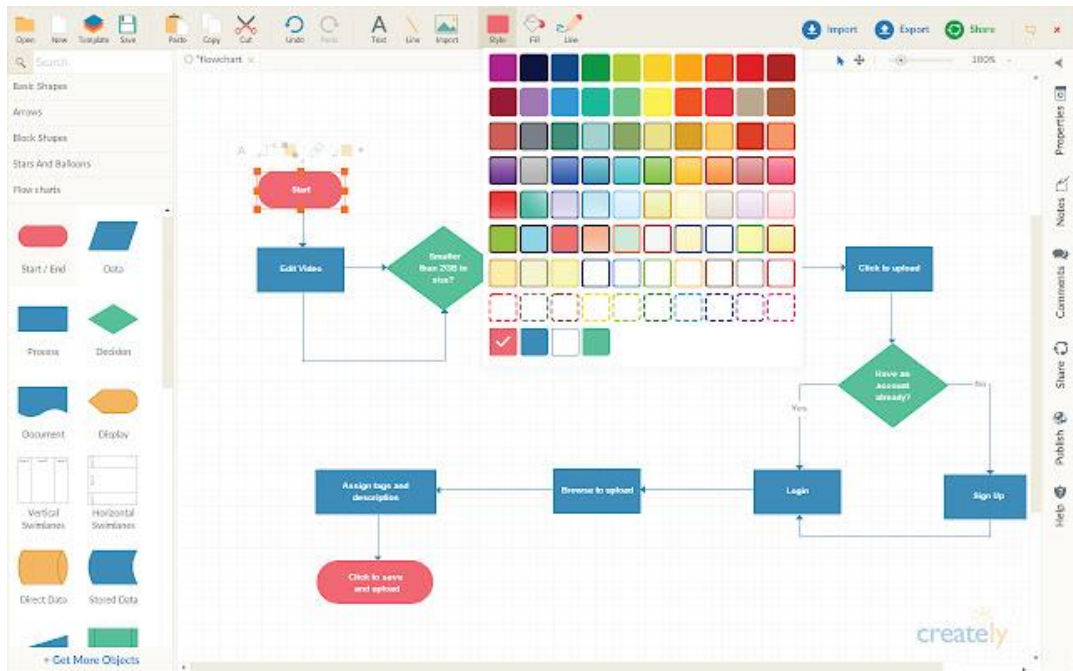 Open New Template Save Paste Copy Cut Undo Redo Text Line Import Style Fill Line Import Export Share
Search
*flowchart
100%
Basic Shapes
Arrows
Block Shapes
Stars And Balloons
Flow charts
Start / End
Data
Process
Decision
Document
Display
Vertical
Swimlanes
Horizontal
Swimlanes
Direct Data
Stored Data
+ Get More Objects
A
Start
Edit Video
Smaller
than 2GB in
size?
Click to upload
Have an
account
already?
Yes
No
Assign tags and
description
Browse to upload
Login
Sign Up
Click to save
and upload
Properties
Notes
Comments
Share
Publish
Help
creately